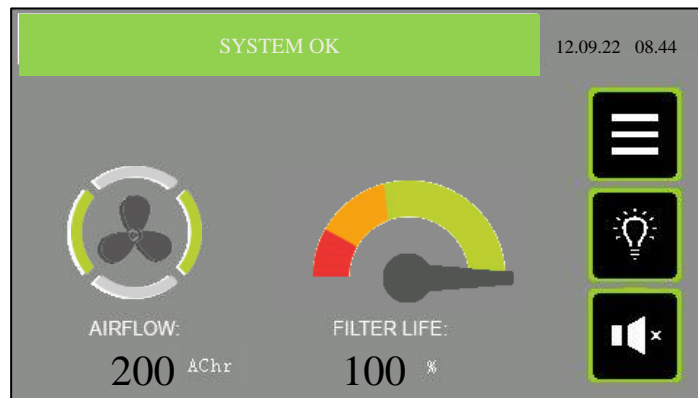 SYSTEM OK
12.09.22 08.44
AIRFLOW:
200 AChr
FILTER LIFE:
100 %